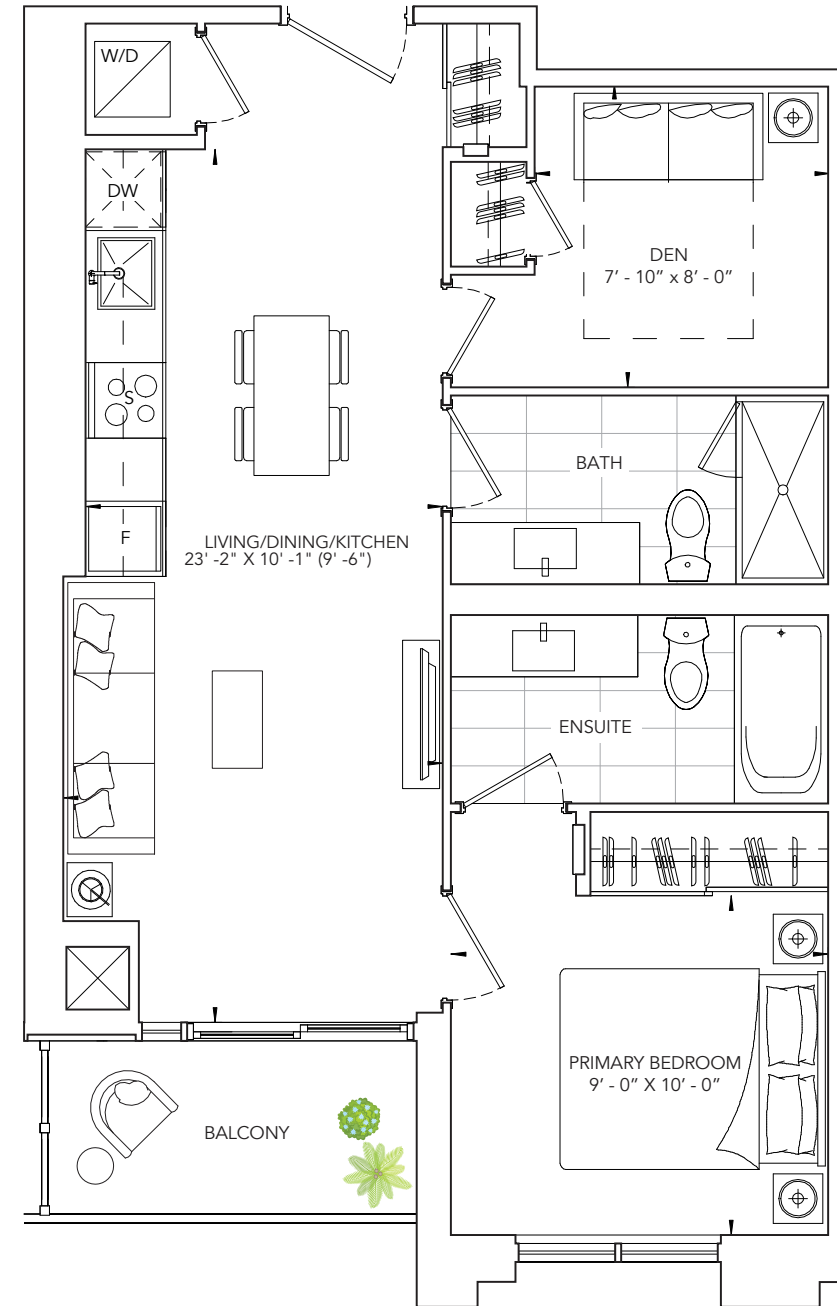 W/D
DW
DEN
7’ - 10” x 8’ - 0”
S
BATH
F
LIVING/DINING/KITCHEN
23' -2" X 10' -1" (9' -6")
ENSUITE
PRIMARY BEDROOM
9’ - 0” X 10’ - 0”
BALCONY